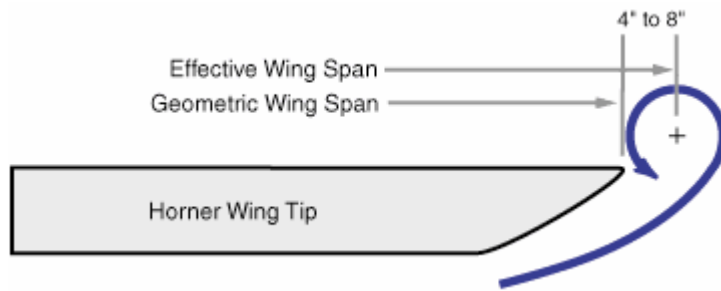 4" to 8"
Effective Wing Span
Geometric Wing Span
+
Horner Wing Tip